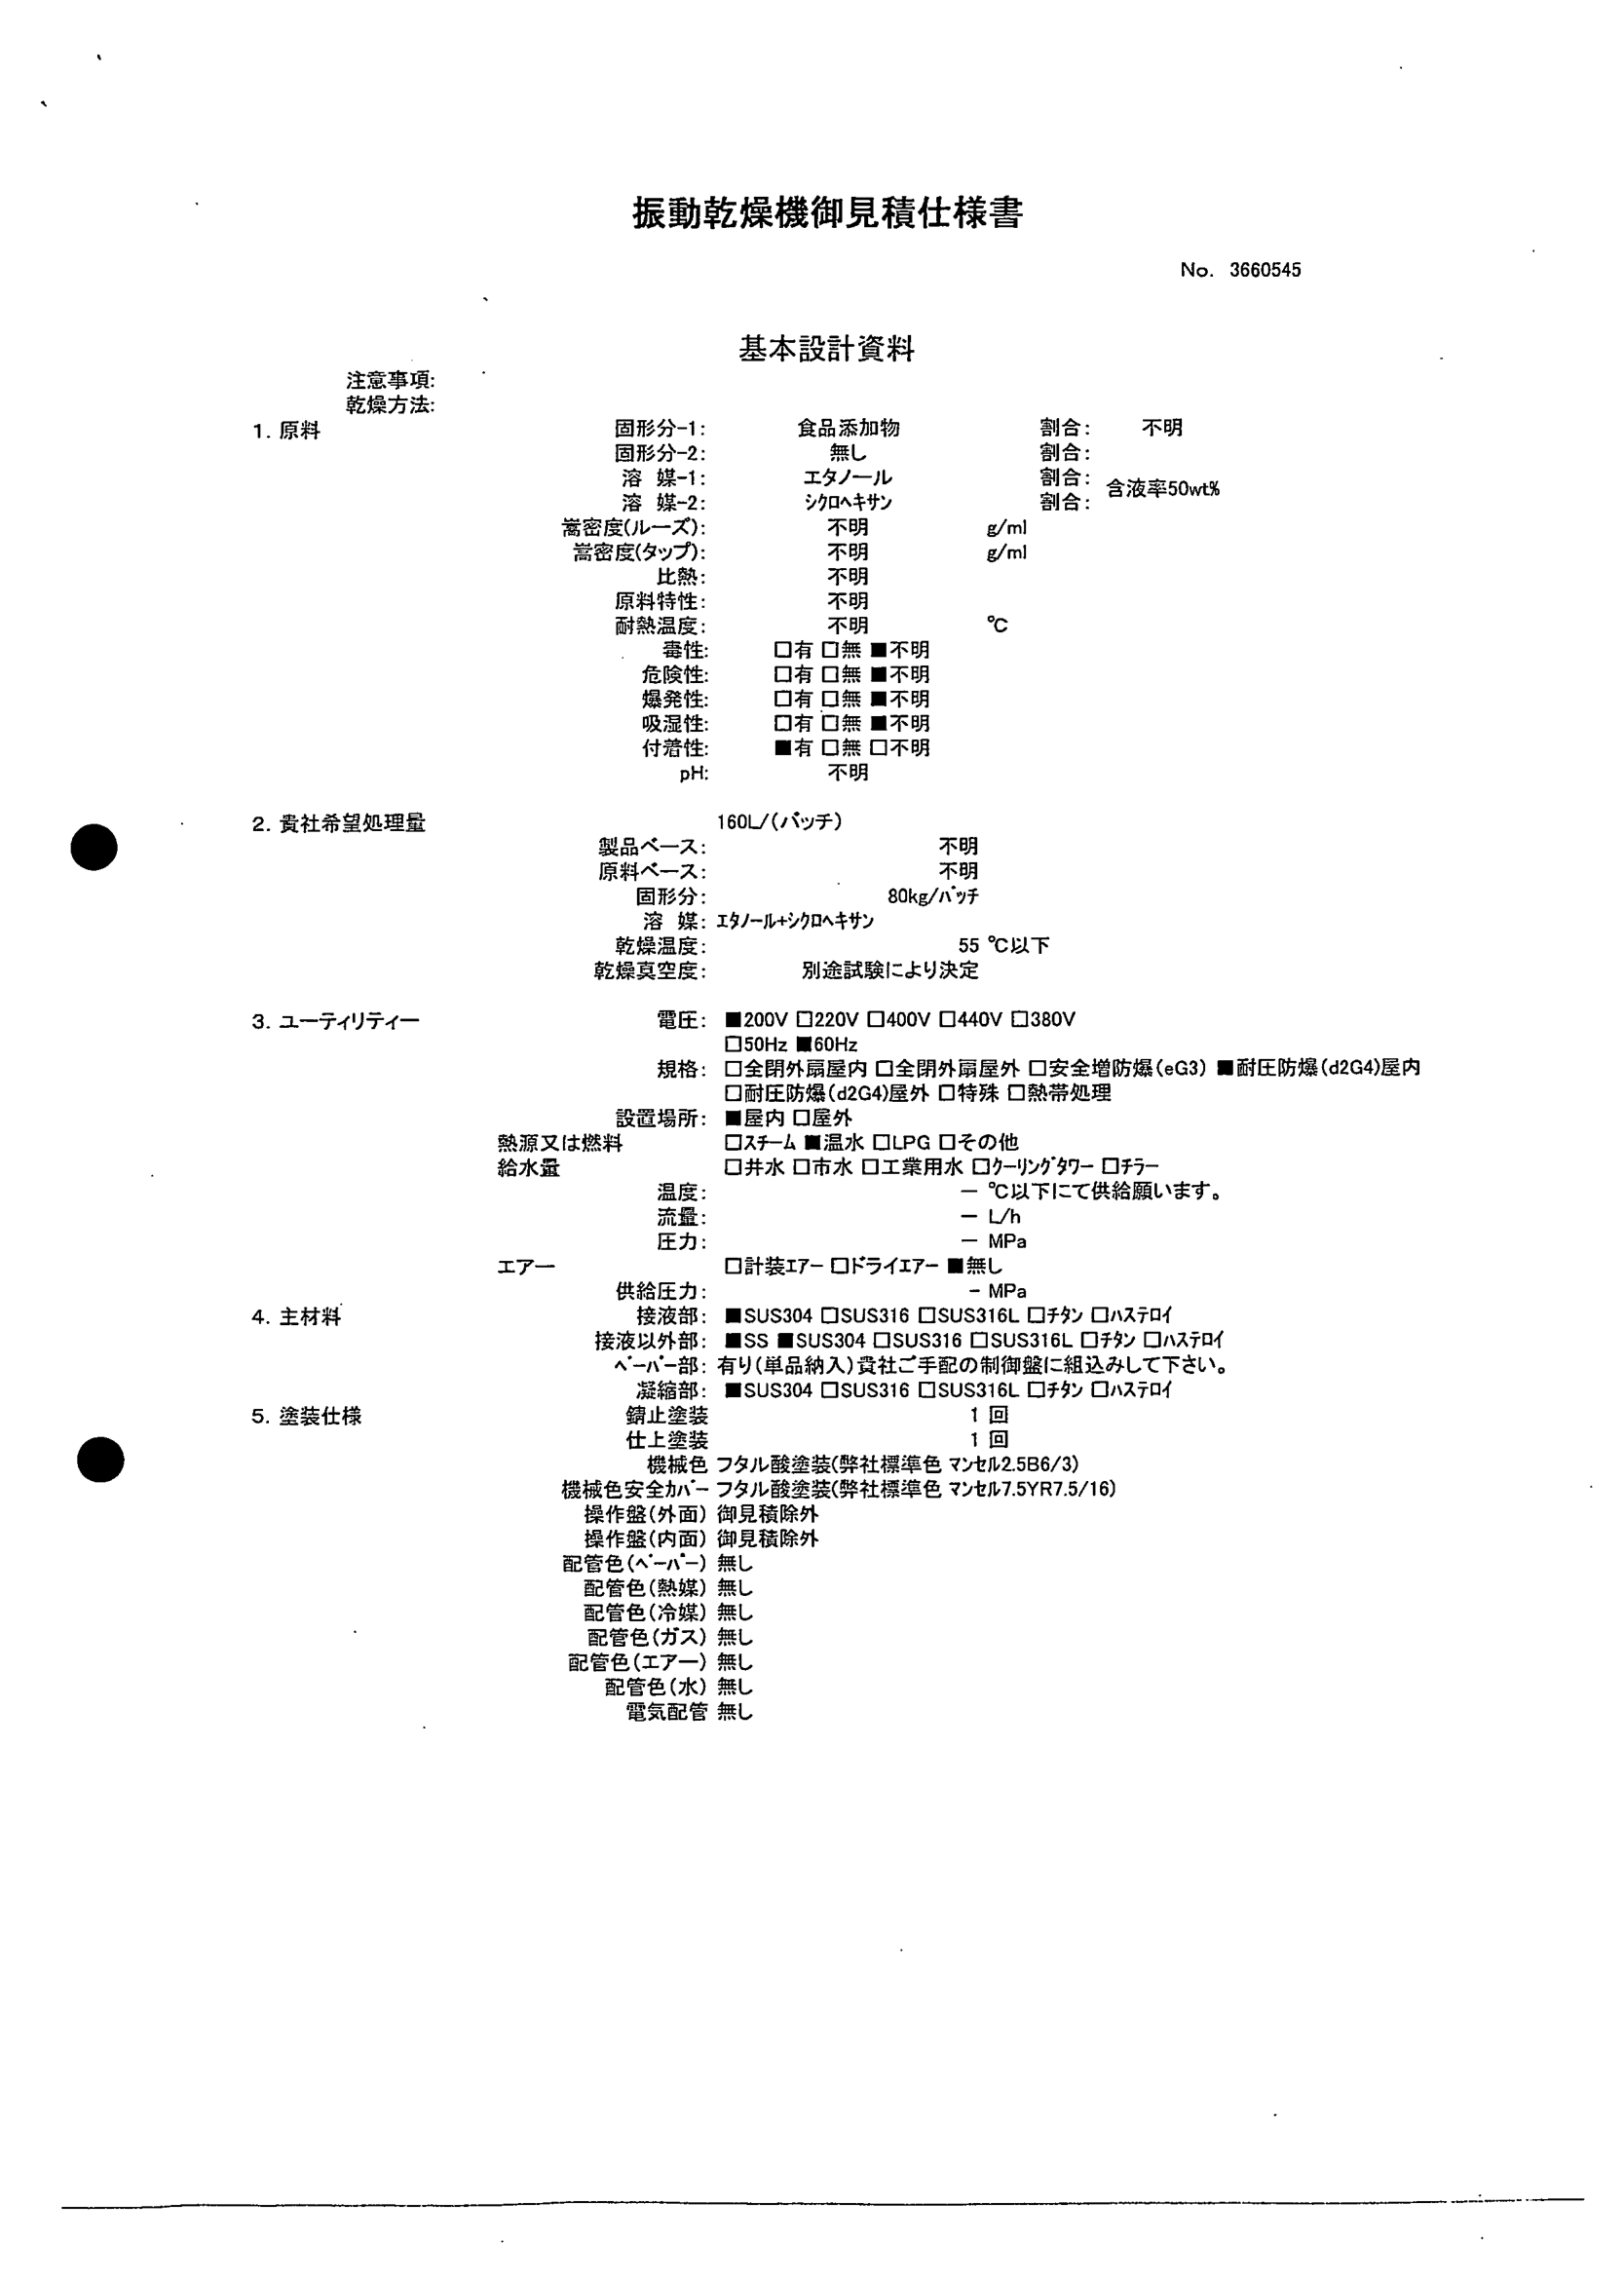 振動乾燥機御見積仕様書
No. 3660545
基本設計資料
注意事項:
乾燥方法:
1. 原料 固形分-1: 食品添加物 割合: 不明
固形分-2: 無し 割合:
溶 媒-1: エタノール 割合: 含液率50wt%
溶 媒-2: シクロヘキサン 割合:
嵩密度(ルーズ): 不明 g/ml
嵩密度(タップ): 不明 g/ml
比熱: 不明
原料特性: 不明
耐熱温度: 不明 ℃
毒性: □有 □無 ■不明
危険性: □有 □無 ■不明
爆発性: □有 □無 ■不明
吸湿性: □有 □無 ■不明
付着性: ■有 □無 □不明
pH: 不明
2. 貴社希望処理量 160L/(バッチ)
製品ベース: 不明
原料ベース: 不明
固形分: 80kg/バッチ
溶 媒: エタノール+シクロヘキサン
乾燥温度: 55 ℃以下
乾燥真空度: 別途試験により決定
3. ユーティリティー 電圧: ■200V □220V □400V □440V □380V
□50Hz ■60Hz
規格: □全閉外扇屋内 □全閉外扇屋外 □安全増防爆(eG3) ■耐圧防爆(d2G4)屋内
□耐圧防爆(d2G4)屋外 □特殊 □熱帯処理
設置場所: ■屋内 □屋外
熱源又は燃料 □スチーム ■温水 □LPG □その他
給水量 □井水 □市水 □工業用水 □クーリングタワー □チラー
温度: ー ℃以下にて供給願います。
流量: ー L/h
圧力: ー MPa
エアー □計装エアー □ドライエアー ■無し
供給圧力: - MPa
4. 主材料 接液部: ■SUS304 □SUS316 □SUS316L □チタン □ハステロイ
接液以外部: ■SS ■SUS304 □SUS316 □SUS316L □チタン □ハステロイ
ベーパー部: 有り(単品納入)貴社ご手配の制御盤に組込みして下さい。
凝縮部: ■SUS304 □SUS316 □SUS316L □チタン □ハステロイ
5. 塗装仕様 錆止塗装 1 回
仕上塗装 1 回
機械色 フタル酸塗装(弊社標準色 マンセル2.5B6/3)
機械色安全カバー フタル酸塗装(弊社標準色 マンセル7.5YR7.5/16)
操作盤(外面) 御見積除外
操作盤(内面) 御見積除外
配管色(ベーパー) 無し
配管色(熱媒) 無し
配管色(冷媒) 無し
配管色(ガス) 無し
配管色(エアー) 無し
配管色(水) 無し
電気配管 無し